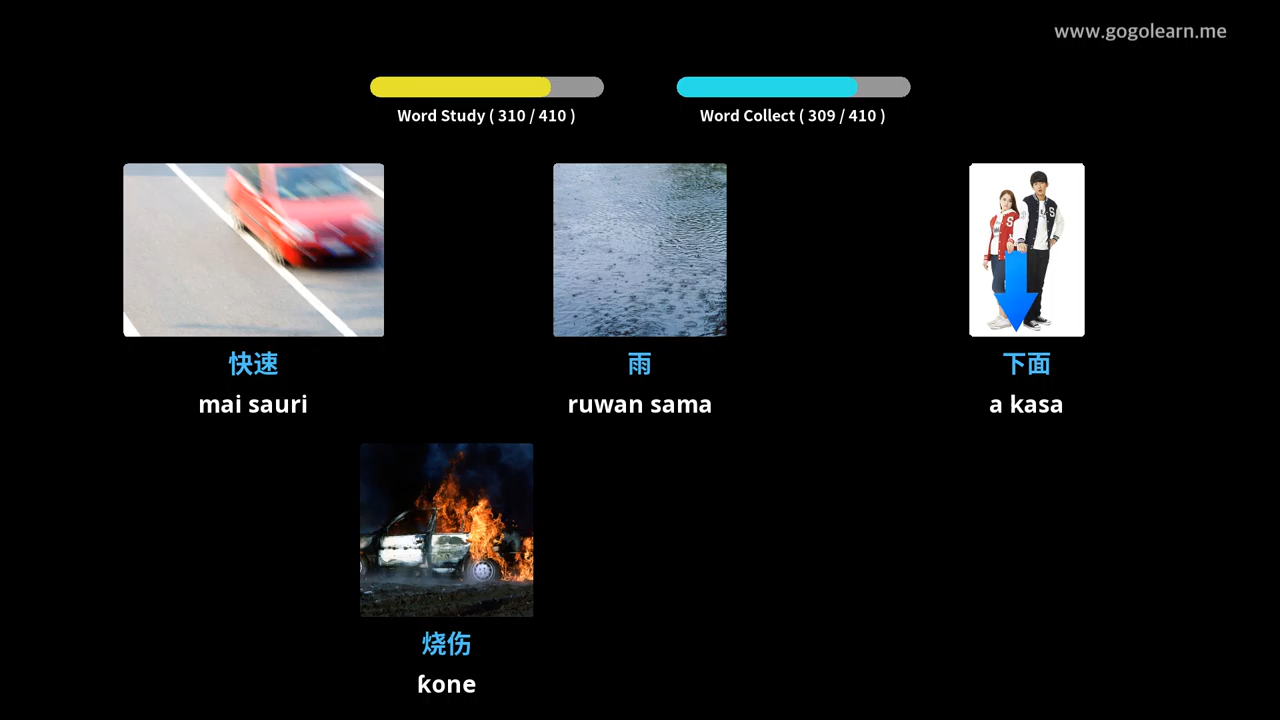 www.gogolearn.me
Word Study ( 310 / 410 )
Word Collect ( 309 / 410 )
快速
mai sauri
雨
ruwan sama
下面
a kasa
烧伤
ƙone